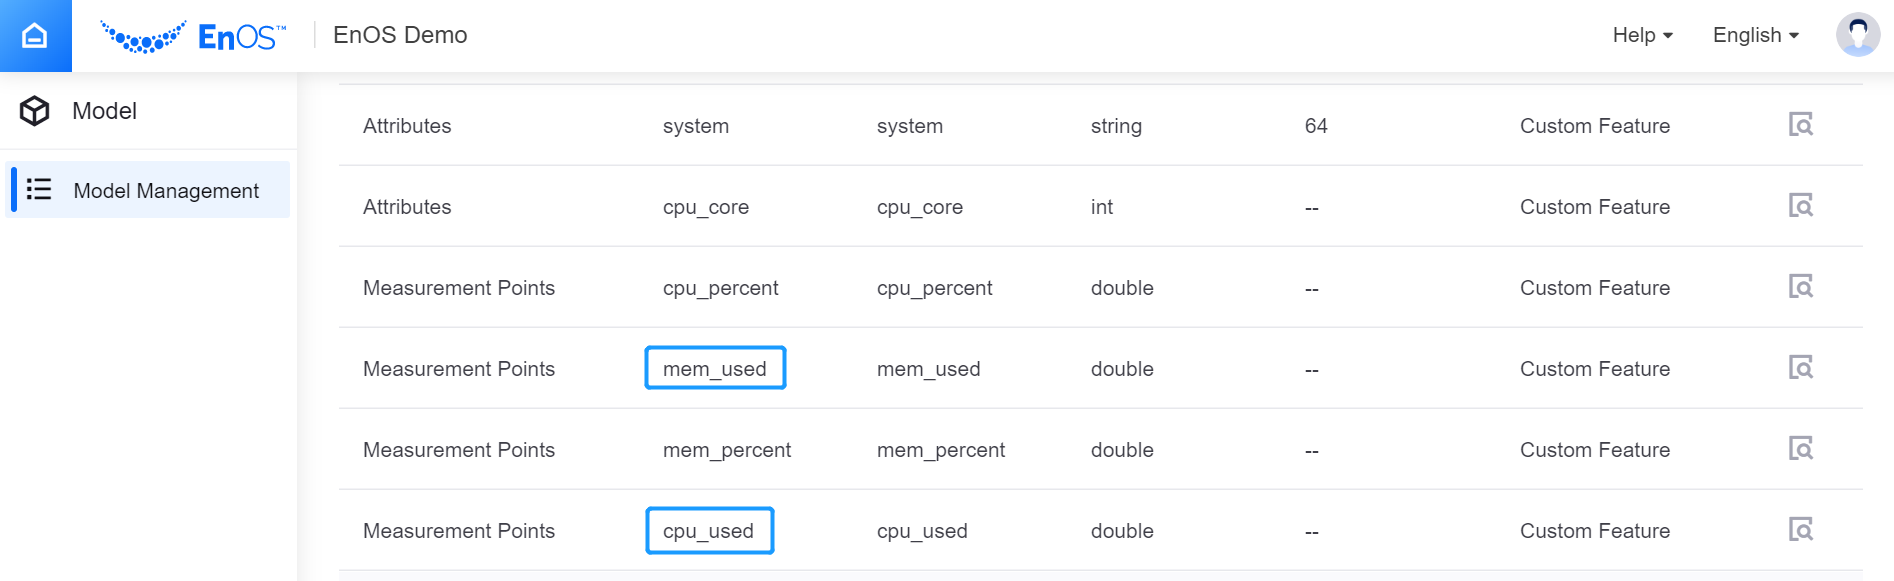 EnOS™ EnOS Demo Help English
Model
Model Management
Attributes system system string 64 Custom Feature
Attributes cpu_core cpu_core int -- Custom Feature
Measurement Points cpu_percent cpu_percent double -- Custom Feature
Measurement Points mem_used mem_used double -- Custom Feature
Measurement Points mem_percent mem_percent double -- Custom Feature
Measurement Points cpu_used cpu_used double -- Custom Feature